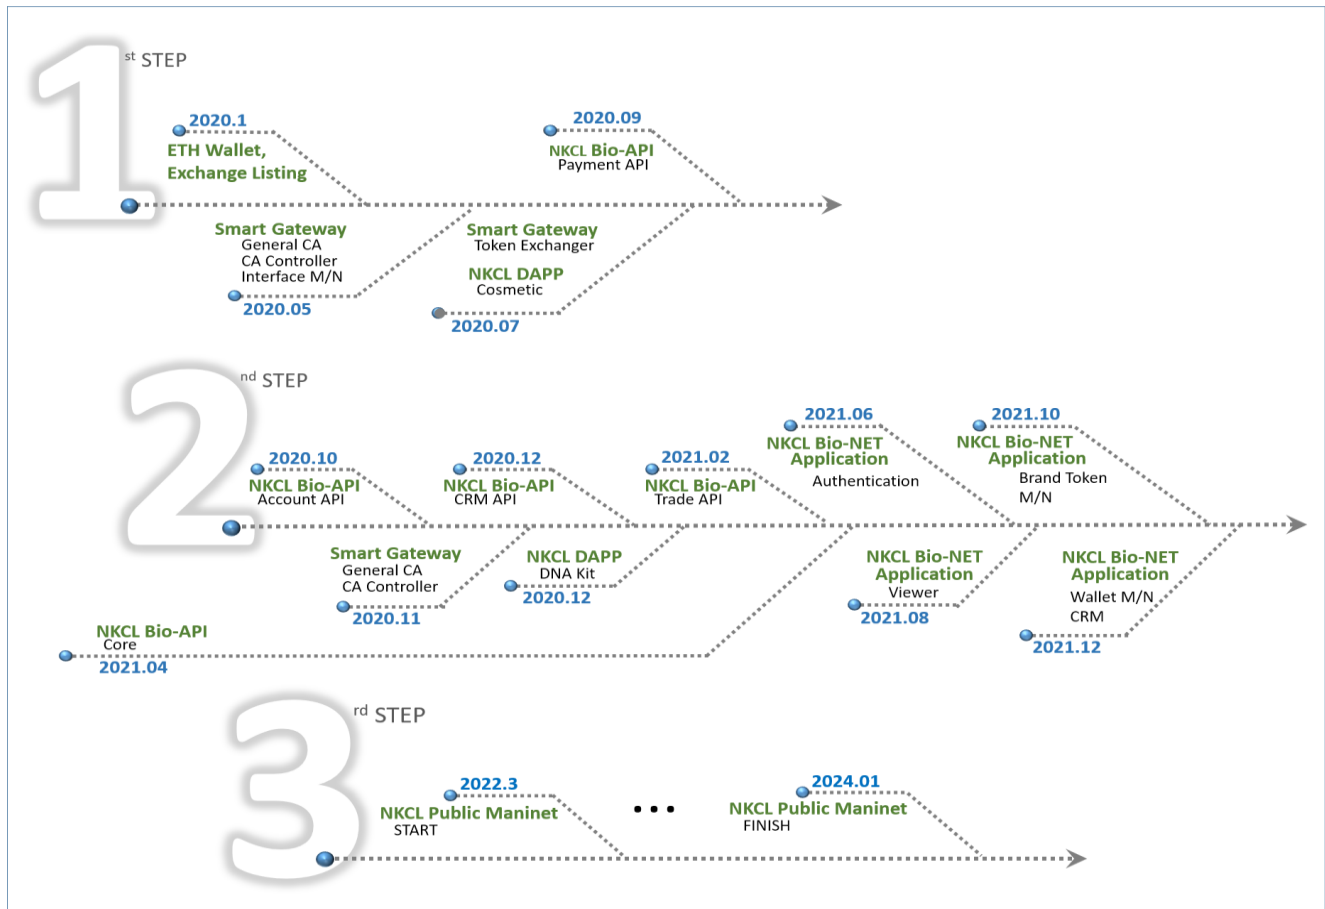 1st STEP
2020.1
ETH Wallet,
Exchange Listing
2020.09
NKCL Bio-API
Payment API
Smart Gateway
General CA
CA Controller
Interface M/N
2020.05
Smart Gateway
Token Exchanger
NKCL DAPP
Cosmetic
2020.07
2nd STEP
2020.10
NKCL Bio-API
Account API
2020.12
NKCL Bio-API
CRM API
2021.02
NKCL Bio-API
Trade API
2021.06
NKCL Bio-NET
Application
Authentication
2021.10
NKCL Bio-NET
Application
Brand Token
M/N
Smart Gateway
General CA
CA Controller
2020.11
NKCL DAPP
DNA Kit
2020.12
NKCL Bio-NET
Application
Viewer
2021.08
NKCL Bio-NET
Application
Wallet M/N
CRM
2021.12
NKCL Bio-API
Core
2021.04
3rd STEP
2022.3
NKCL Public Maninet
START
...
2024.01
NKCL Public Maninet
FINISH